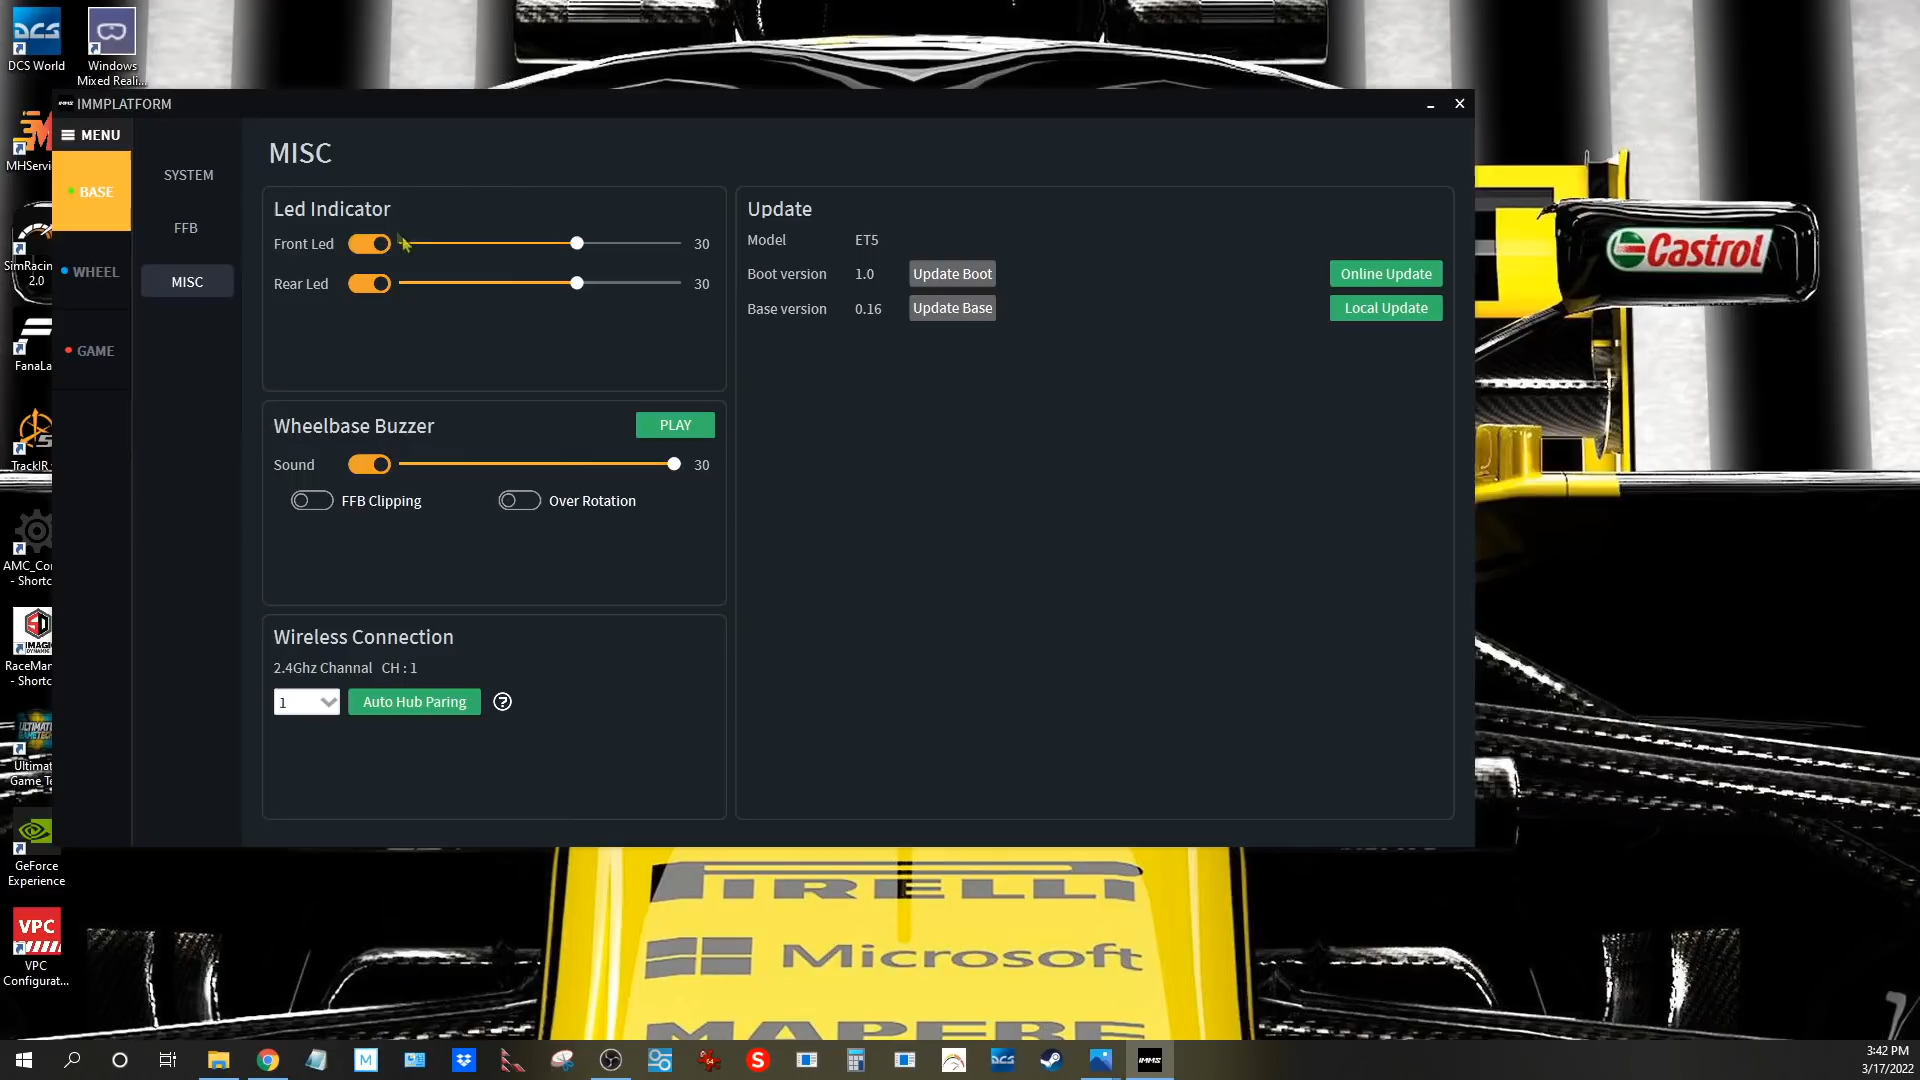 DCS World
Windows
Mixed Reali...
IMMPLATFORM
MENU
BASE
WHEEL
GAME
SYSTEM
FFB
MISC
MISC
Led Indicator
Front Led
30
Rear Led
30
Wheelbase Buzzer
PLAY
Sound
30
FFB Clipping
Over Rotation
Wireless Connection
2.4Ghz Channal CH : 1
1
Auto Hub Paring
?
Update
Model
ET5
Boot version
1.0
Update Boot
Online Update
Base version
0.16
Update Base
Local Update
MHServi
SimRacin
2.0
FanaLa
TrackIR
AMC_Co
- Shortc
RaceMan
- Shortc
Ultimat
Game Te
GeForce
Experience
VPC
VPC
Configurat...
Castrol
PIRELLI
Microsoft
MAPFRE
3:42 PM
3/17/2022